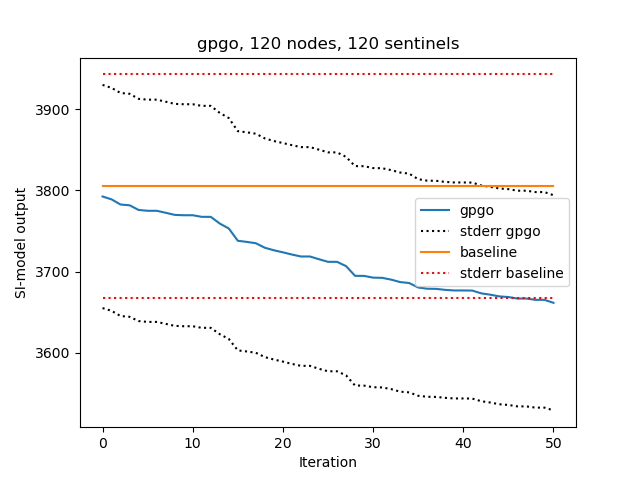 gpgo, 120 nodes, 120 sentinels
SI-model output
3900
3800
3700
3600
gpgo
stderr gpgo
baseline
stderr baseline
0 10 20 30 40 50
Iteration